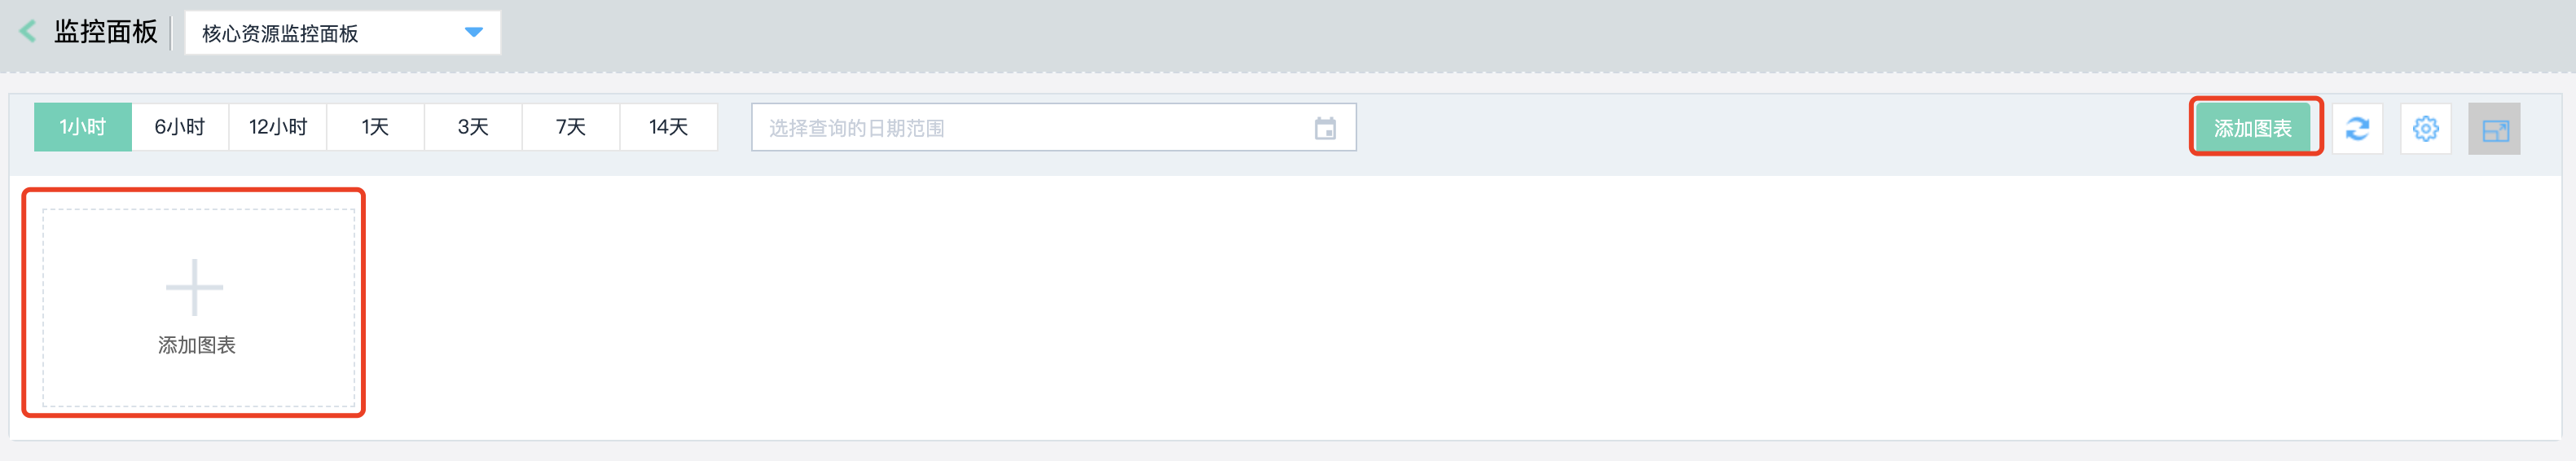 监控面板 核心资源监控面板
1小时 6小时 12小时 1天 3天 7天 14天 选择查询的日期范围 添加图表
添加图表